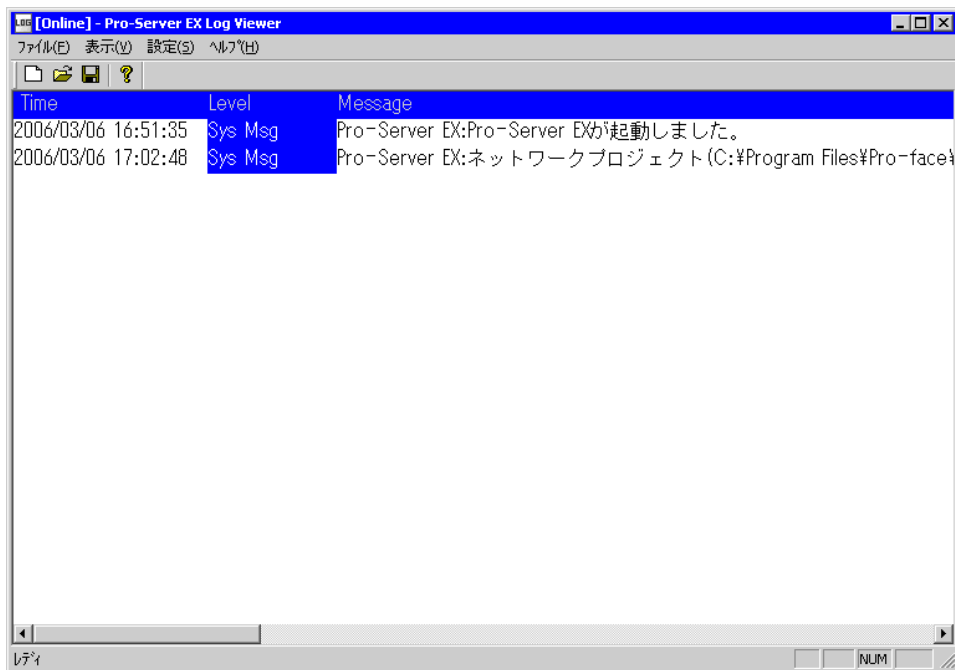 LOG [Online] - Pro-Server EX Log Viewer
ファイル(F) 表示(V) 設定(S) ヘルプ(H)
Time Level Message
2006/03/06 16:51:35 Sys Msg Pro-Server EX:Pro-Server EXが起動しました。
2006/03/06 17:02:48 Sys Msg Pro-Server EX:ネットワークプロジェクト(C:¥Program Files¥Pro-face¥
レディ NUM